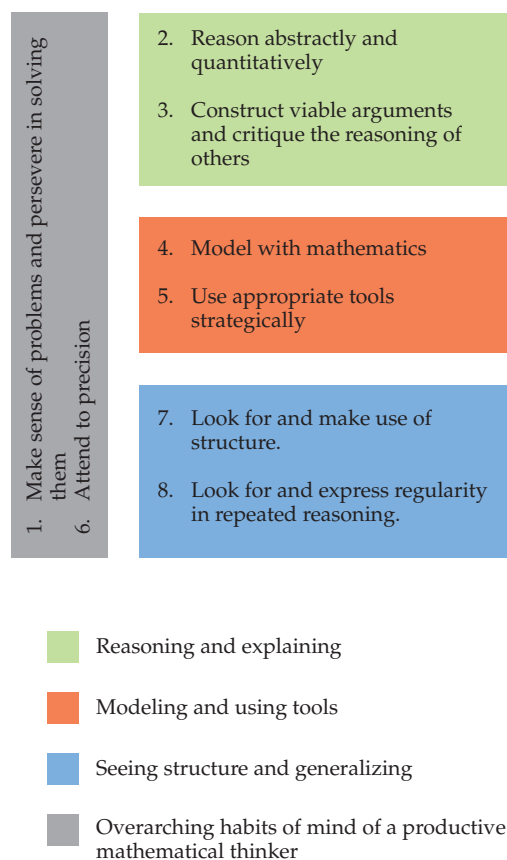 1. Make sense of problems and persevere in solving
them
6. Attend to precision
2. Reason abstractly and
quantitatively
3. Construct viable arguments
and critique the reasoning of
others
4. Model with mathematics
5. Use appropriate tools
strategically
7. Look for and make use of
structure.
8. Look for and express regularity
in repeated reasoning.
Reasoning and explaining
Modeling and using tools
Seeing structure and generalizing
Overarching habits of mind of a productive
mathematical thinker